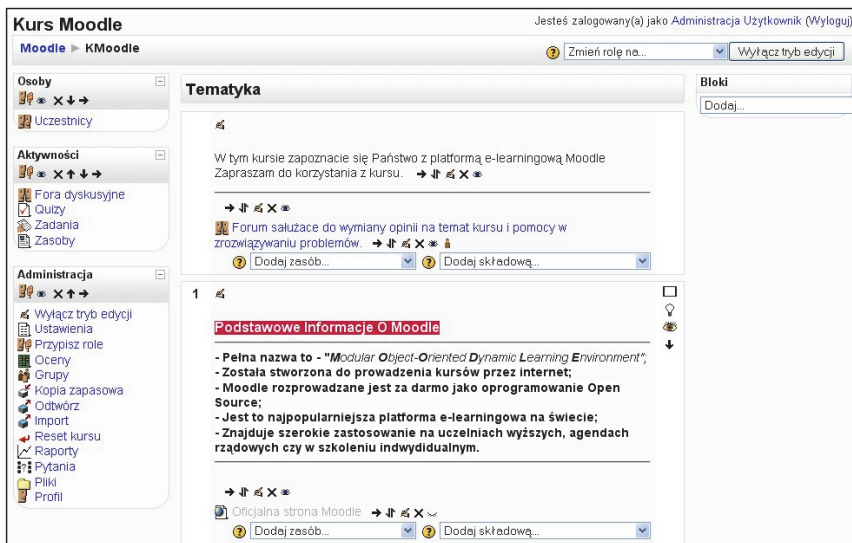 Kurs Moodle
Jesteś zalogowany(a) jako Administracja Użytkownik (Wyloguj)
Moodle ► KMoodle
Zmień rolę na...
Wyłącz tryb edycji
Osoby
Uczestnicy
Aktywności
Fora dyskusyjne
Quizy
Zadania
Zasoby
Administracja
Wyłącz tryb edycji
Ustawienia
Przypisz role
Oceny
Grupy
Kopia zapasowa
Odtwórz
Import
Reset kursu
Raporty
Pytania
Pliki
Profil
Tematyka
W tym kursie zapoznacie się Państwo z platformą e-learningową Moodle
Zapraszam do korzystania z kursu.
Forum sałużace do wymiany opinii na temat kursu i pomocy w
zrozwiązywaniu problemów.
Dodaj zasób... Dodaj składową...
1
Podstawowe Informacje O Moodle
- Pełna nazwa to - "Modular Object-Oriented Dynamic Learning Environment";
- Została stworzona do prowadzenia kursów przez internet;
- Moodle rozprowadzane jest za darmo jako oprogramowanie Open
Source;
- Jest to najpopularniejsza platforma e-learningowa na świecie;
- Znajduje szerokie zastosowanie na uczelniach wyższych, agendach
rządowych czy w szkoleniu indwydidualnym.
Oficjalna strona Moodle
Dodaj zasób... Dodaj składową...
Bloki
Dodaj...